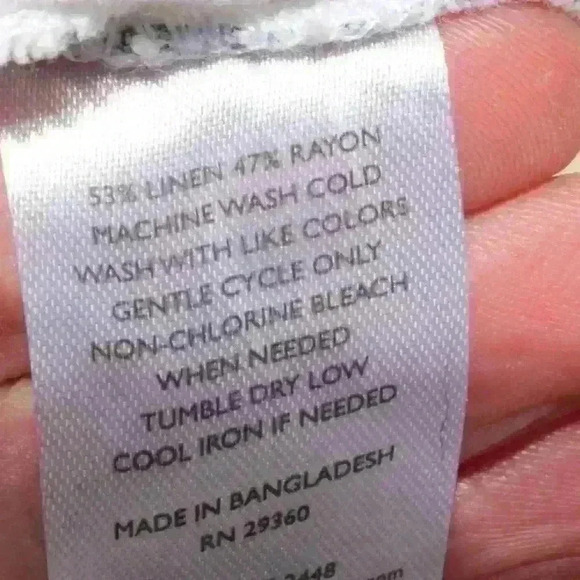 53% LINEN 47% RAYON
MACHINE WASH COLD
WASH WITH LIKE COLORS
GENTLE CYCLE ONLY
NON-CHLORINE BLEACH
WHEN NEEDED
TUMBLE DRY LOW
COOL IRON IF NEEDED
MADE IN BANGLADESH
RN 29360